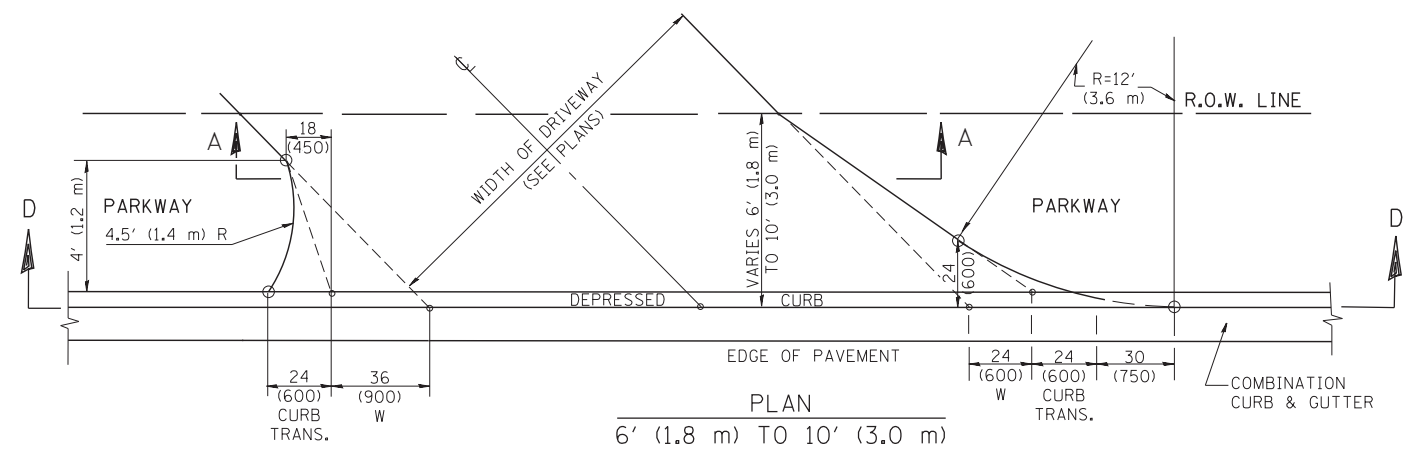 ℄
WIDTH OF DRIVEWAY
(SEE PLANS)
R=12'
(3.6 m)
R.O.W. LINE
18
(450)
A
A
4' (1.2 m)
PARKWAY
4.5' (1.4 m) R
VARIES 6' (1.8 m)
TO 10' (3.0 m)
PARKWAY
D
D
24
(600)
DEPRESSED CURB
EDGE OF PAVEMENT
24
(600)
CURB
TRANS.
36
(900)
W
24
(600)
W
24
(600)
CURB
TRANS.
30
(750)
COMBINATION
CURB & GUTTER
PLAN
6' (1.8 m) TO 10' (3.0 m)